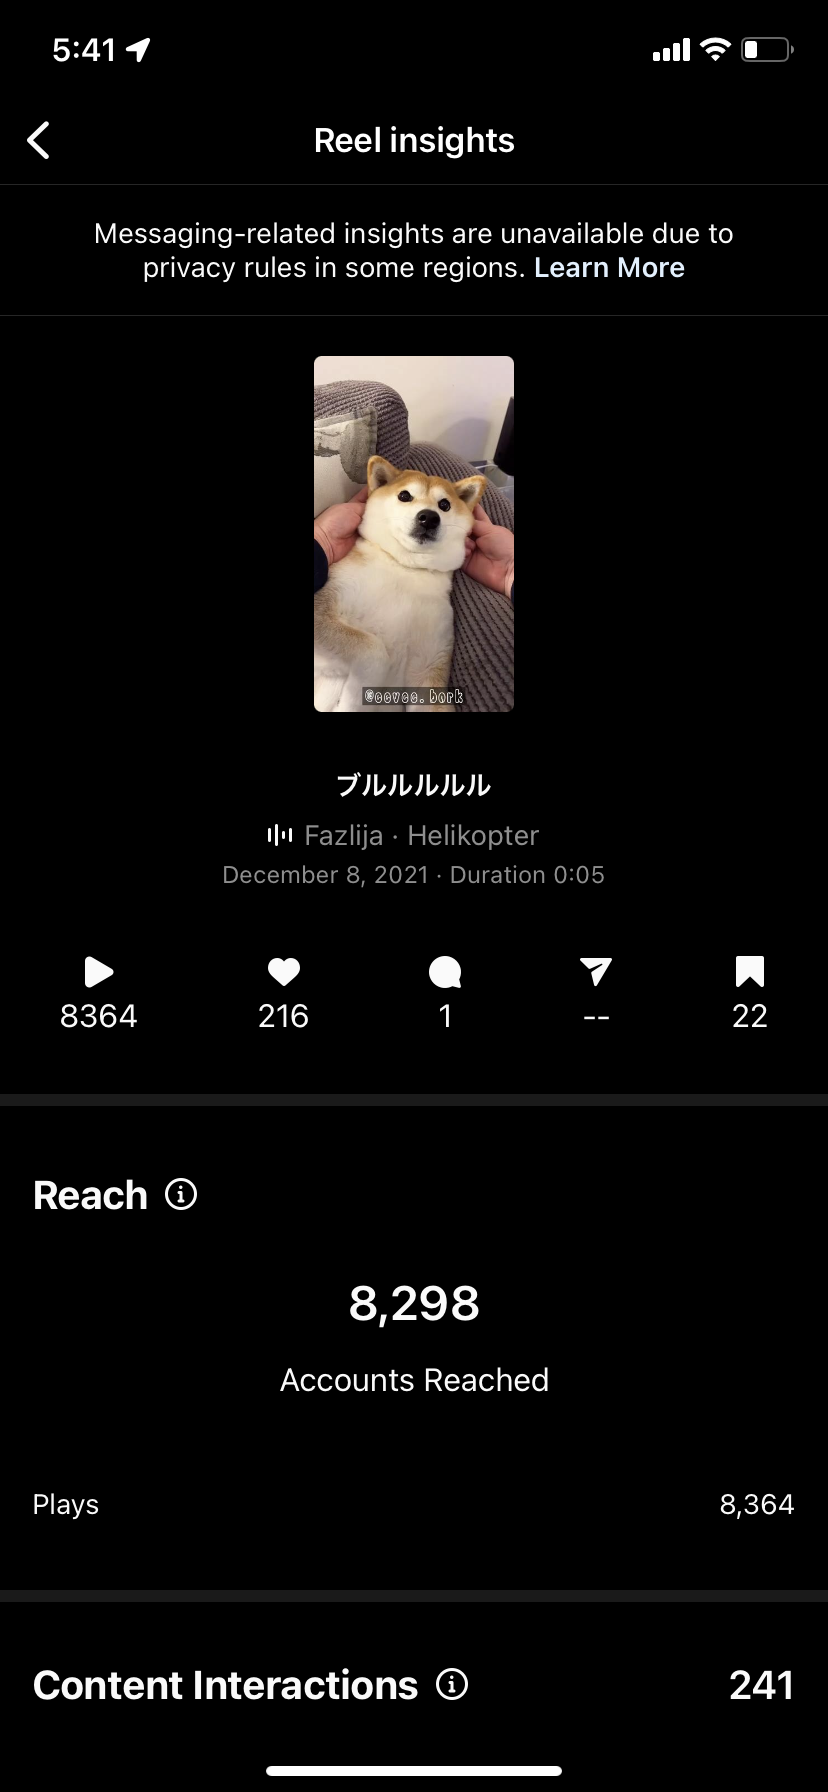 5:41
Reel insights
Messaging-related insights are unavailable due to
privacy rules in some regions. Learn More
@eevee.bork
ブルルルルル
Fazlija · Helikopter
December 8, 2021 · Duration 0:05
8364 216 1 -- 22
Reach
8,298
Accounts Reached
Plays 8,364
Content Interactions 241